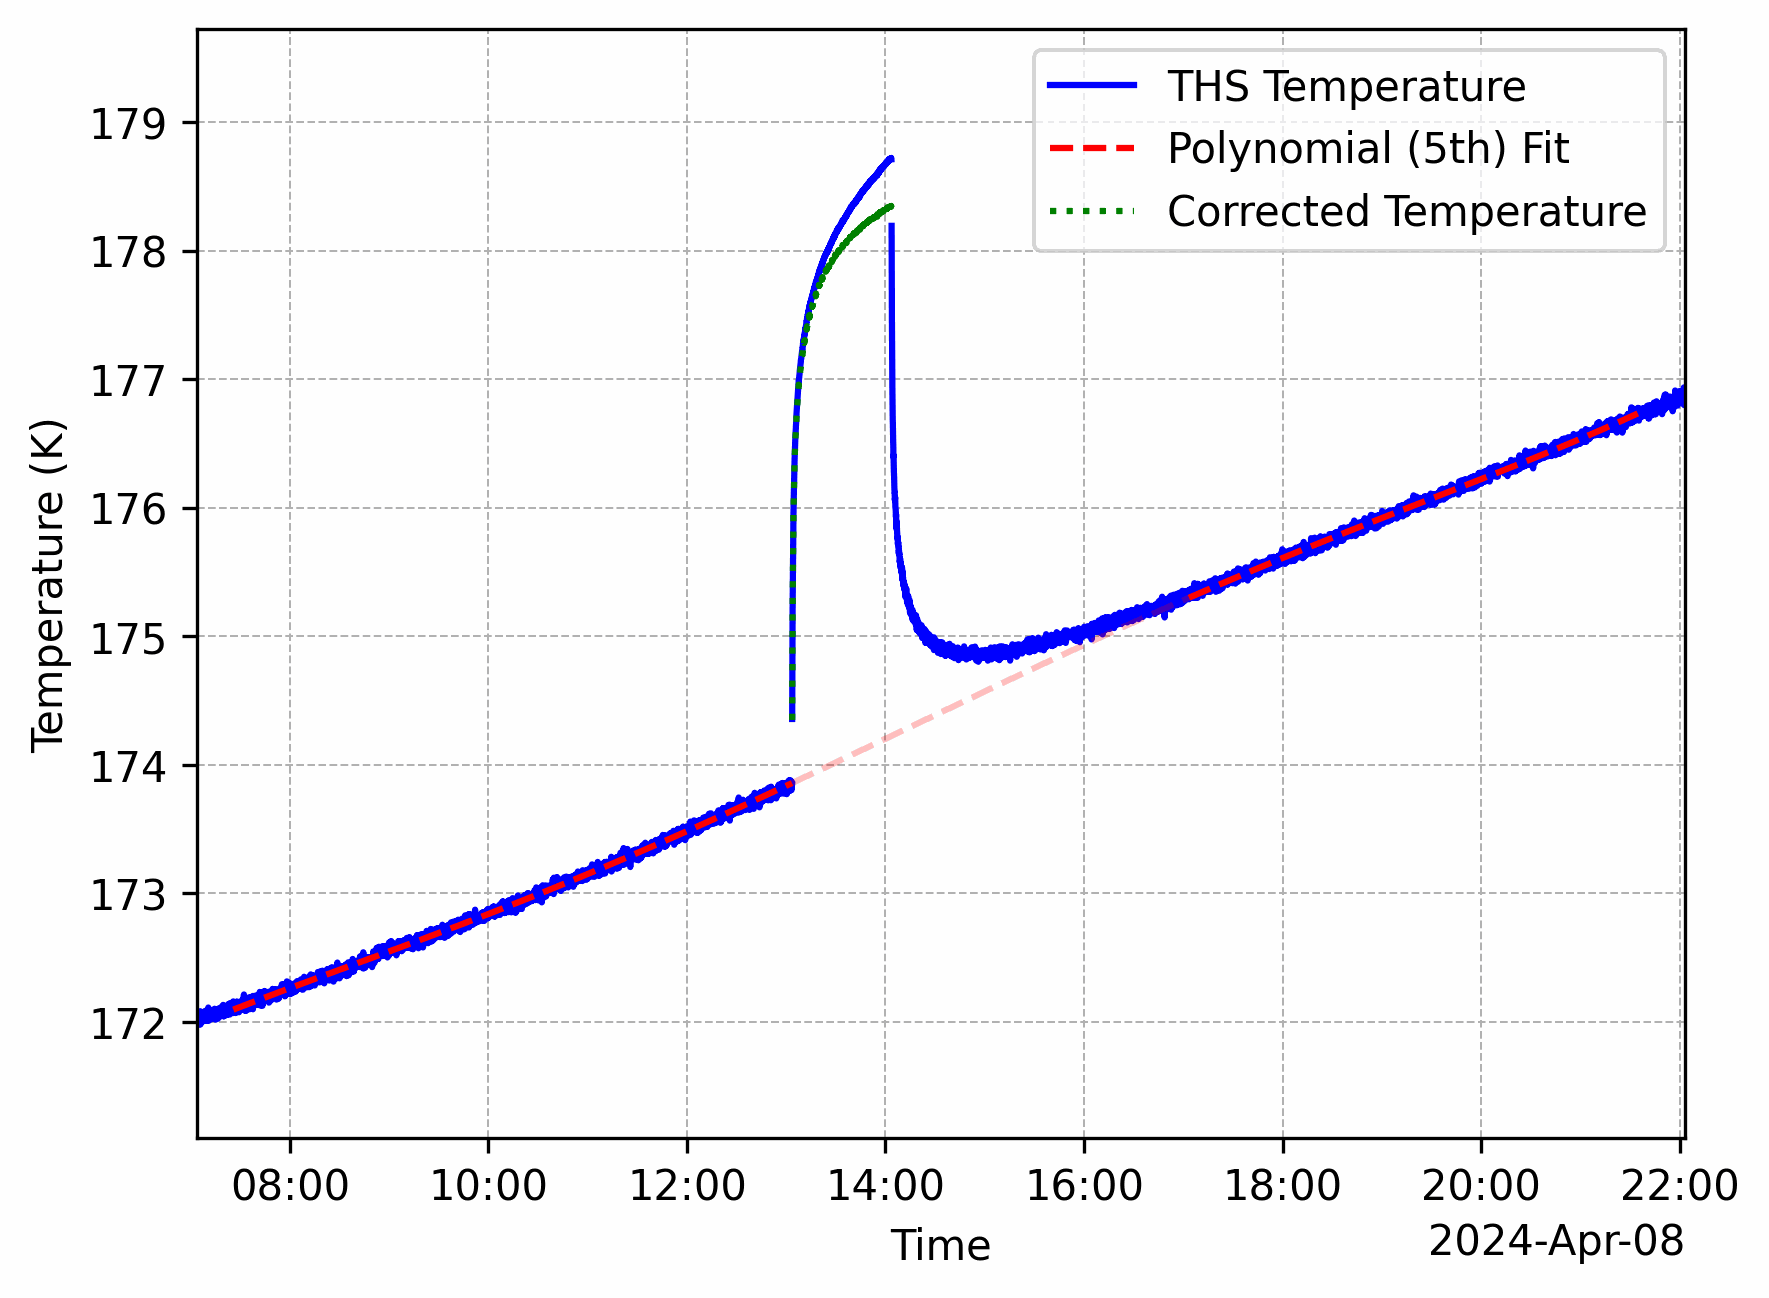 THS Temperature
Polynomial (5th) Fit
Corrected Temperature
179
178
177
176
175
174
173
172
Temperature (K)
08:00 10:00 12:00 14:00 16:00 18:00 20:00 22:00
Time
2024-Apr-08